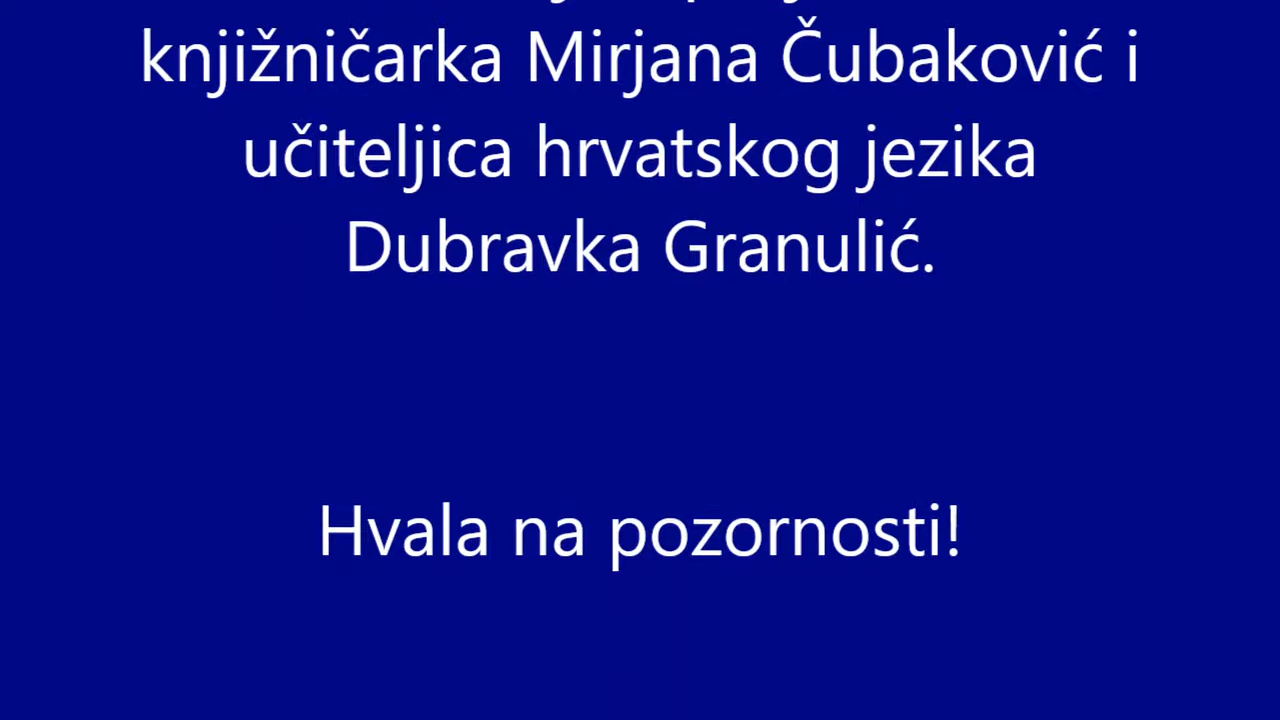 knjižničarka Mirjana Čubaković i
učiteljica hrvatskog jezika
Dubravka Granulić.
Hvala na pozornosti!